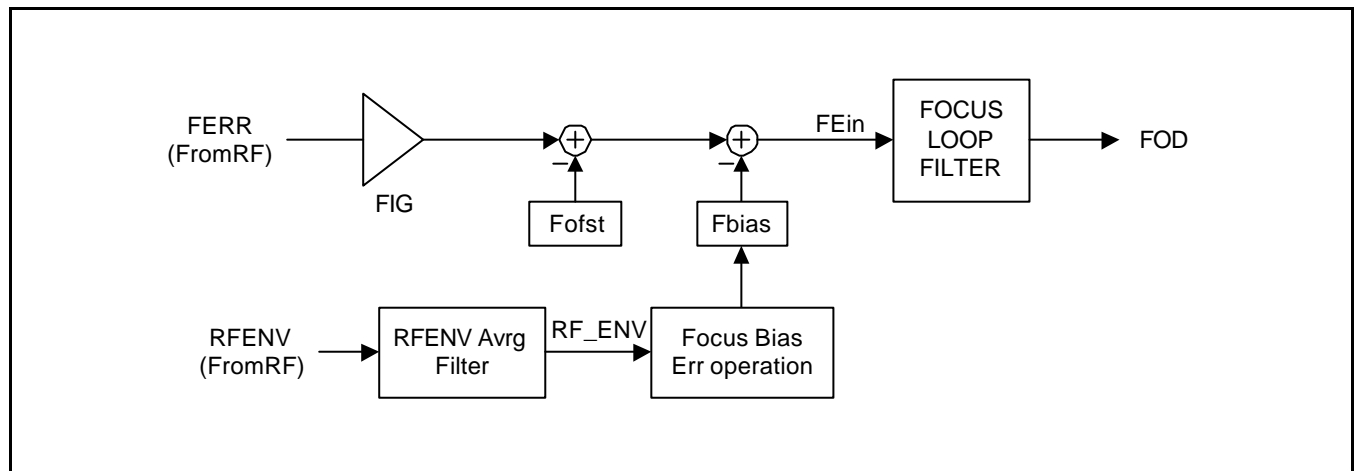 FERR
(FromRF)
FIG
–
Fofst
–
Fbias
FEin
FOCUS
LOOP
FILTER
FOD
RFENV
(FromRF)
RFENV Avrg
Filter
RF_ENV
Focus Bias
Err operation